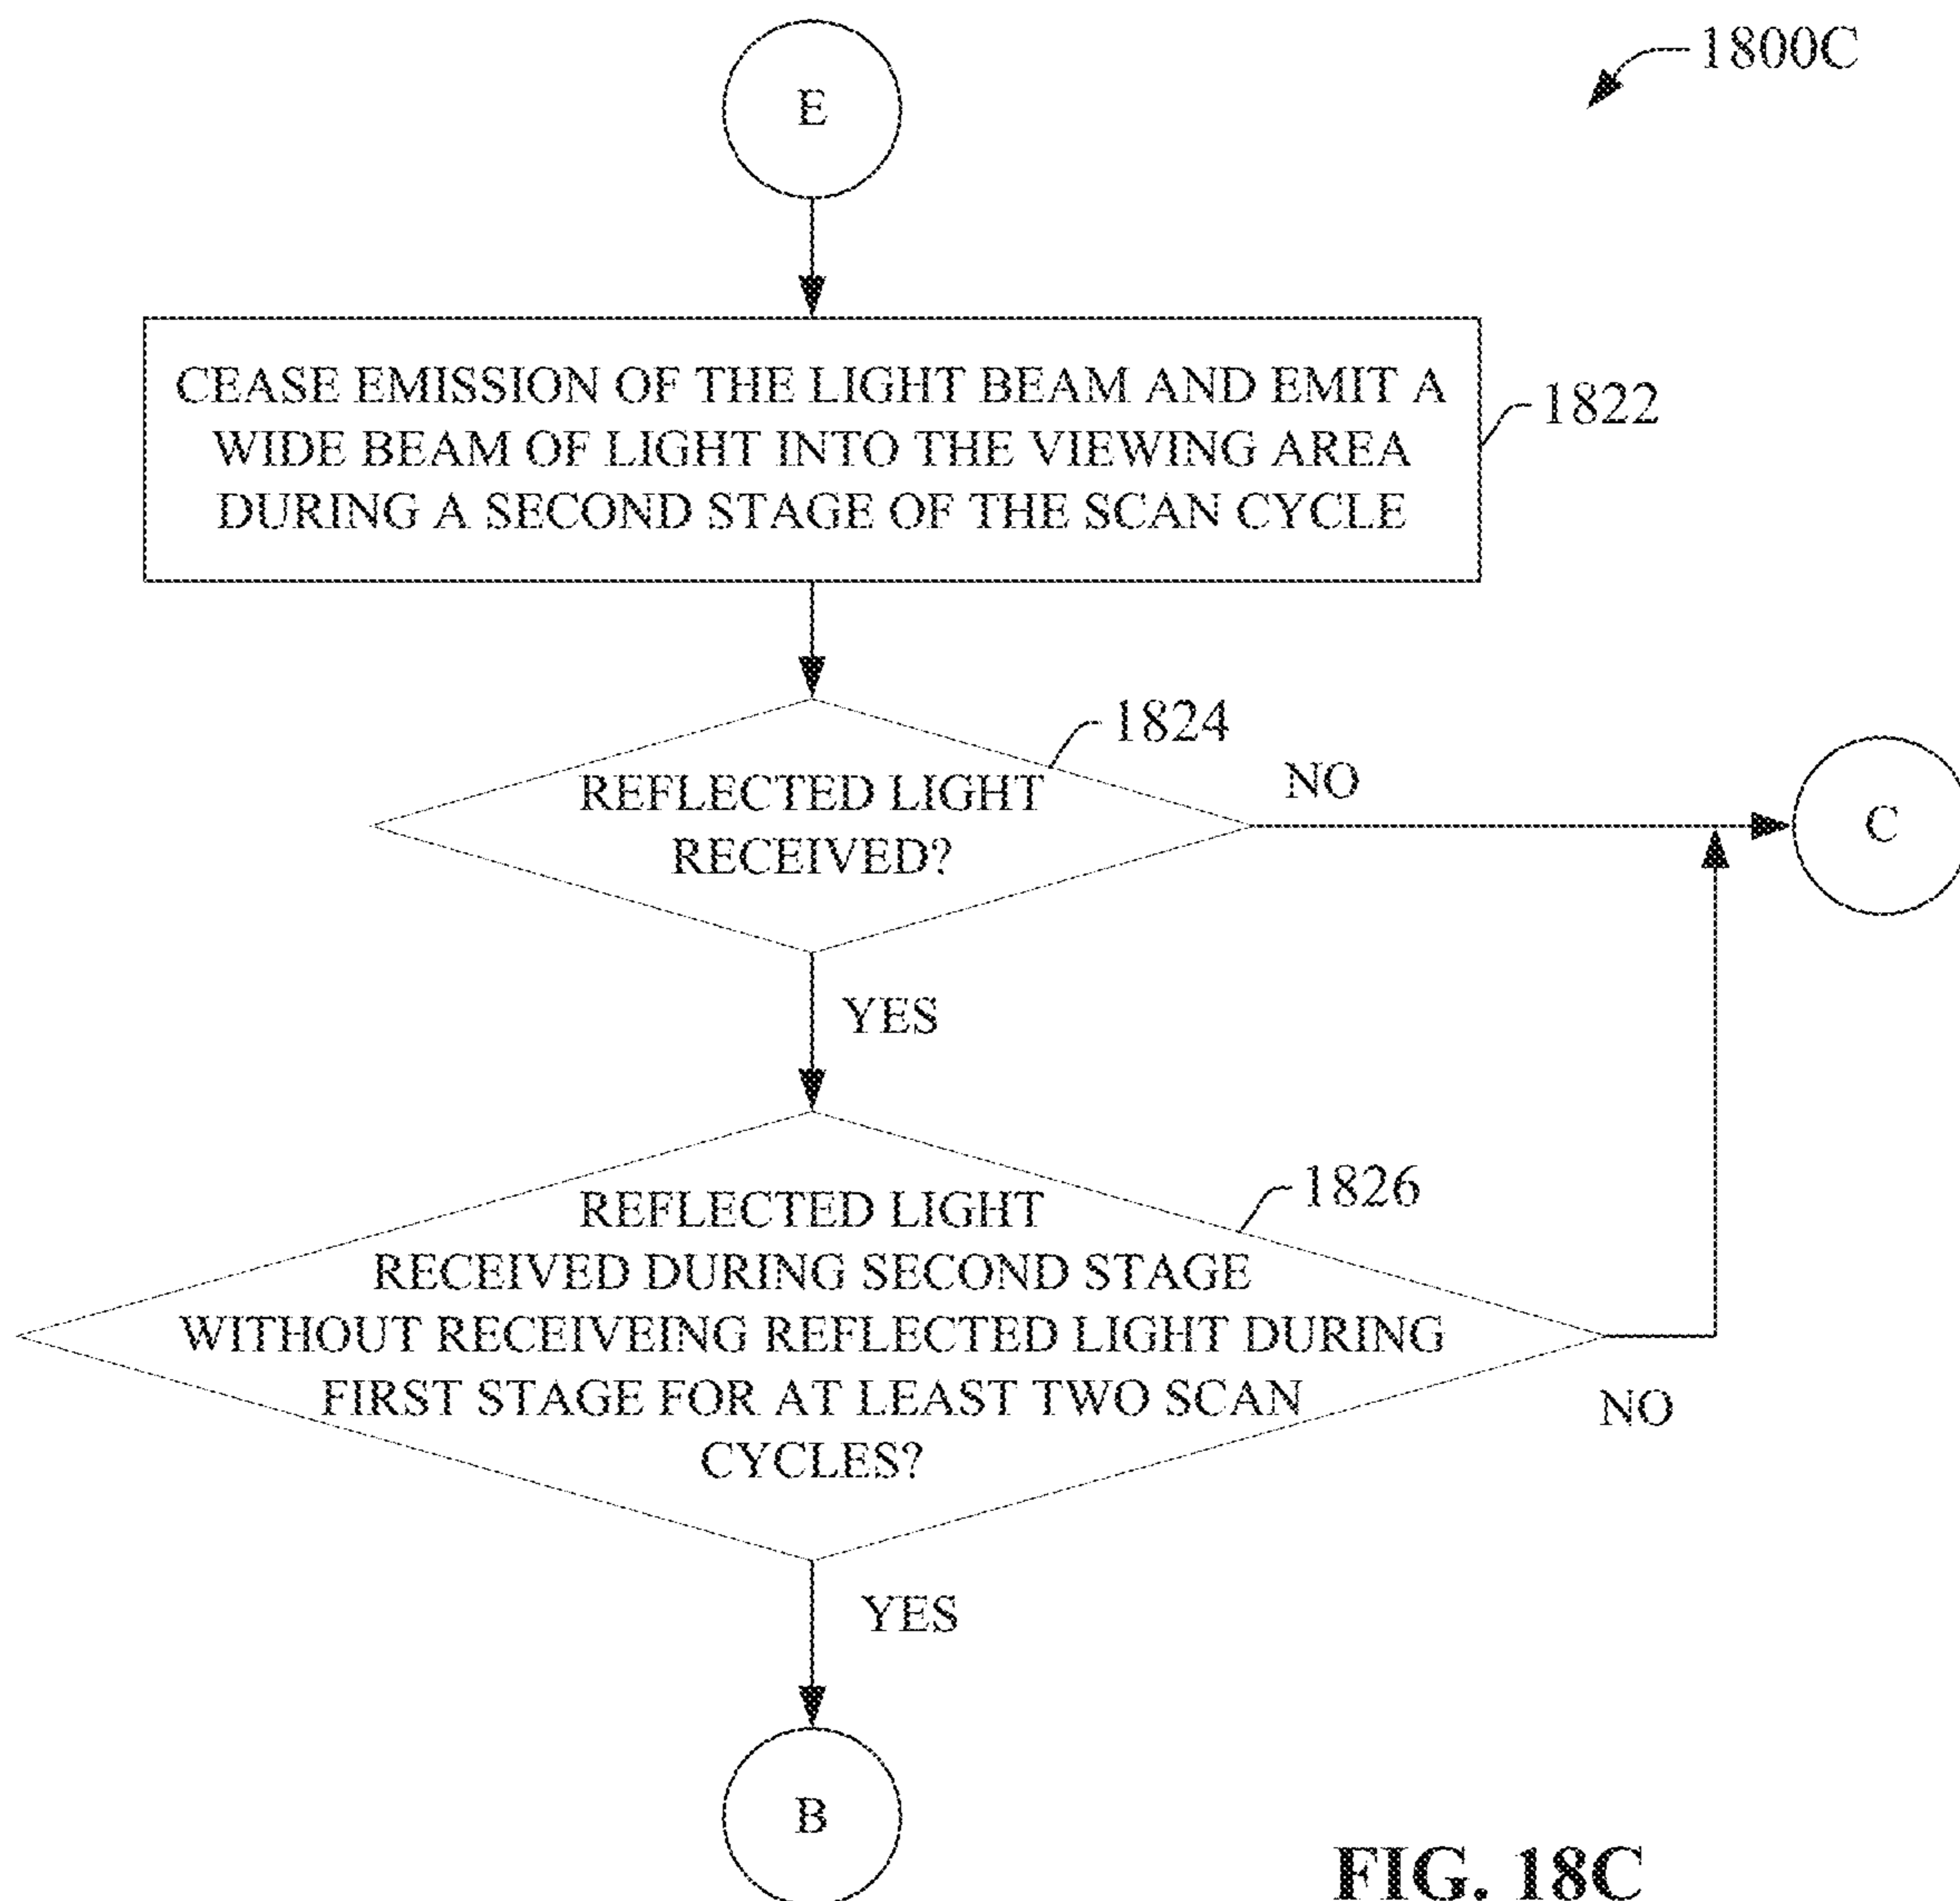 1800C
E
CEASE EMISSION OF THE LIGHT BEAM AND EMIT A
WIDE BEAM OF LIGHT INTO THE VIEWING AREA
DURING A SECOND STAGE OF THE SCAN CYCLE
1822
1824
REFLECTED LIGHT
RECEIVED?
NO
C
YES
1826
REFLECTED LIGHT
RECEIVED DURING SECOND STAGE
WITHOUT RECEIVEING REFLECTED LIGHT DURING
FIRST STAGE FOR AT LEAST TWO SCAN
CYCLES?
NO
YES
B
FIG. 18C